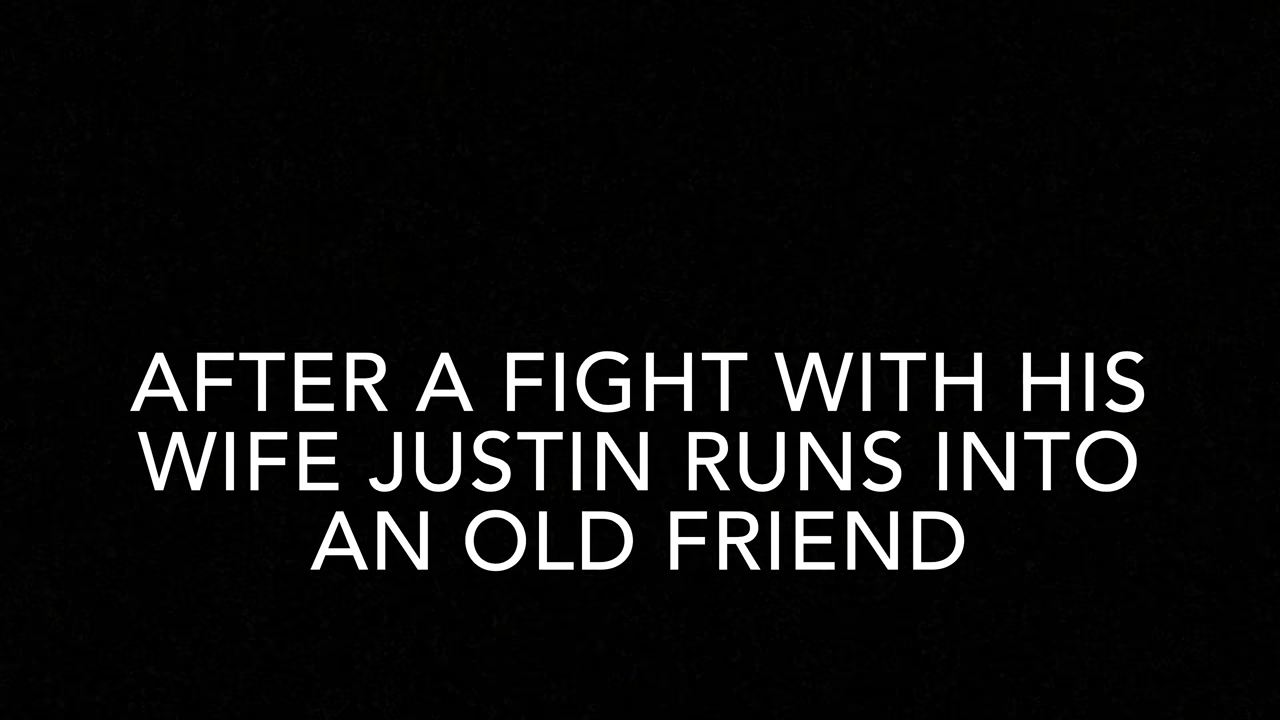 AFTER A FIGHT WITH HIS
WIFE JUSTIN RUNS INTO
AN OLD FRIEND